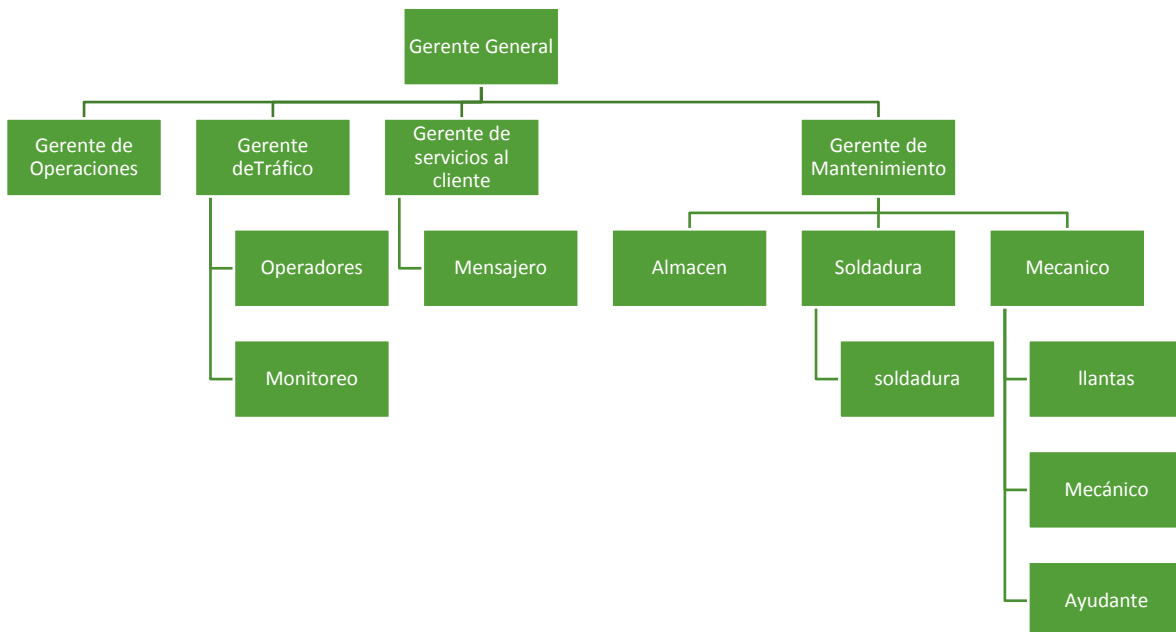 Gerente General
Gerente de
Operaciones
Gerente
deTráfico
Gerente de
servicios al
cliente
Gerente de
Mantenimiento
Operadores
Mensajero
Almacen
Soldadura
Mecanico
Monitoreo
soldadura
llantas
Mecánico
Ayudante